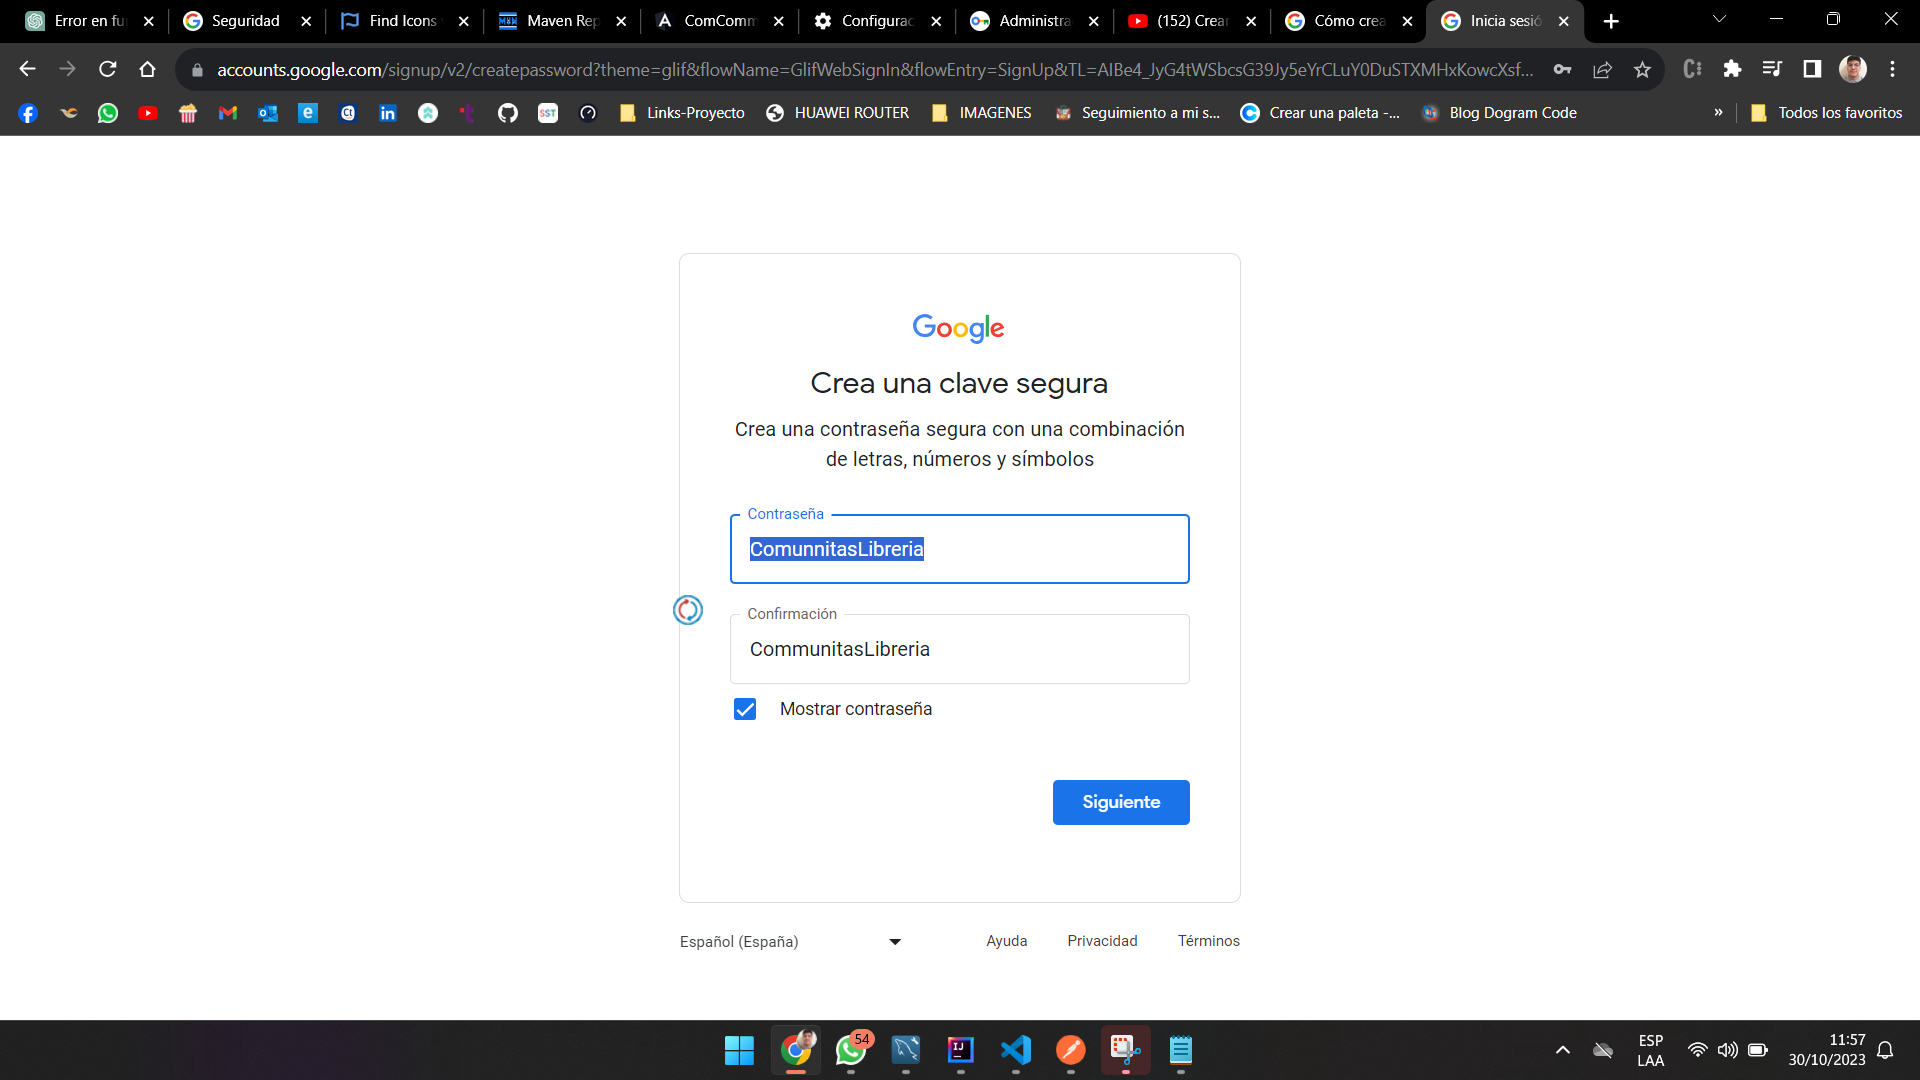 Error en fu
Seguridad
Find Icons
Maven Rep
ComComm
Configurac
Administra
(152) Crear
Cómo crea
Inicia sesió
accounts.google.com/signup/v2/createpassword?theme=glif&flowName=GlifWebSignIn&flowEntry=SignUp&TL=AIBe4_JyG4tWSbcsG39Jy5eYrCLuY0DuSTXMHxKowcXsf...
Links-Proyecto
HUAWEI ROUTER
IMAGENES
Seguimiento a mi s...
Crear una paleta -...
Blog Dogram Code
»
Todos los favoritos
Google
Crea una clave segura
Crea una contraseña segura con una combinación
de letras, números y símbolos
Contraseña
ComunnitasLibreria
Confirmación
CommunitasLibreria
Mostrar contraseña
Siguiente
Español (España)
Ayuda
Privacidad
Términos
54
ESP
LAA
11:57
30/10/2023